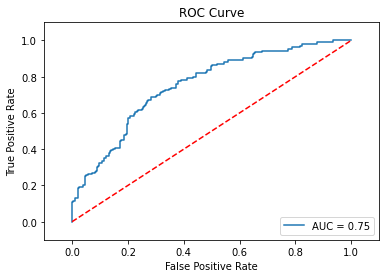 ROC Curve
True Positive Rate
1.0
0.8
0.6
0.4
0.2
0.0
0.0 0.2 0.4 0.6 0.8 1.0
False Positive Rate
AUC = 0.75